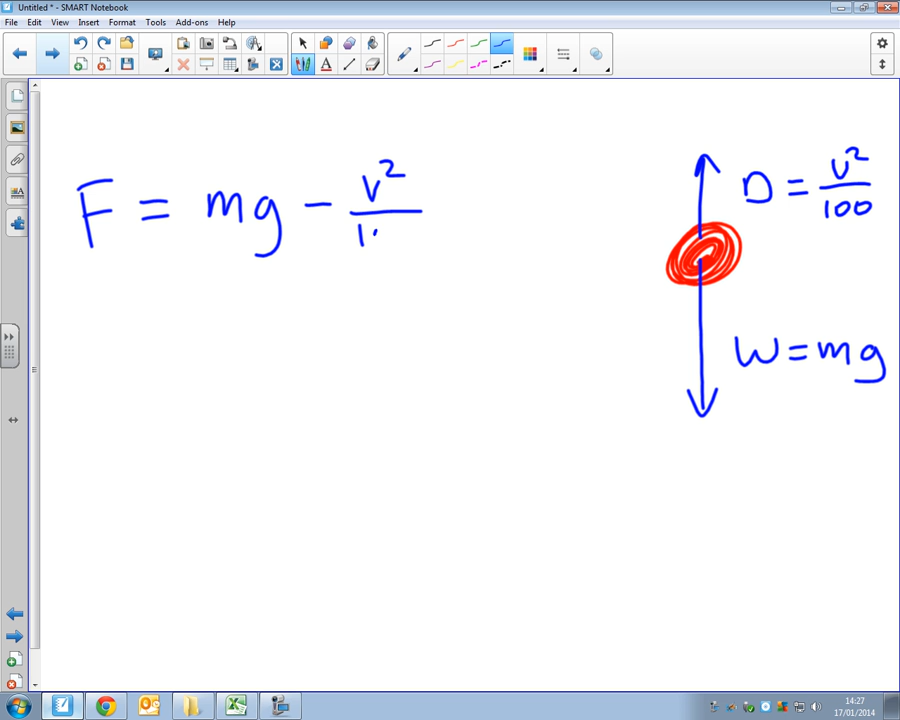 Untitled * - SMART Notebook
File Edit View Insert Format Tools Add-ons Help
F = mg - v²/1
D = v²/100
W = mg
14:27
17/01/2014